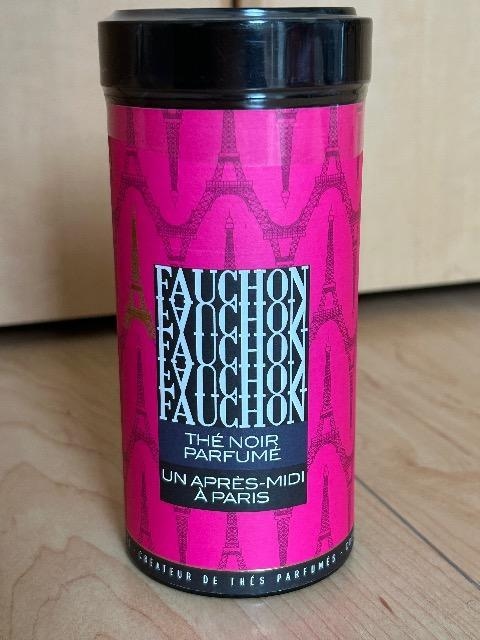 FAUCHON
FAUCHON
FAUCHON
FAUCHON
FAUCHON
THÉ NOIR
PARFUMÉ
UN APRÈS-MIDI
À PARIS
CRÉATEUR DE THÉS PARFUMÉS